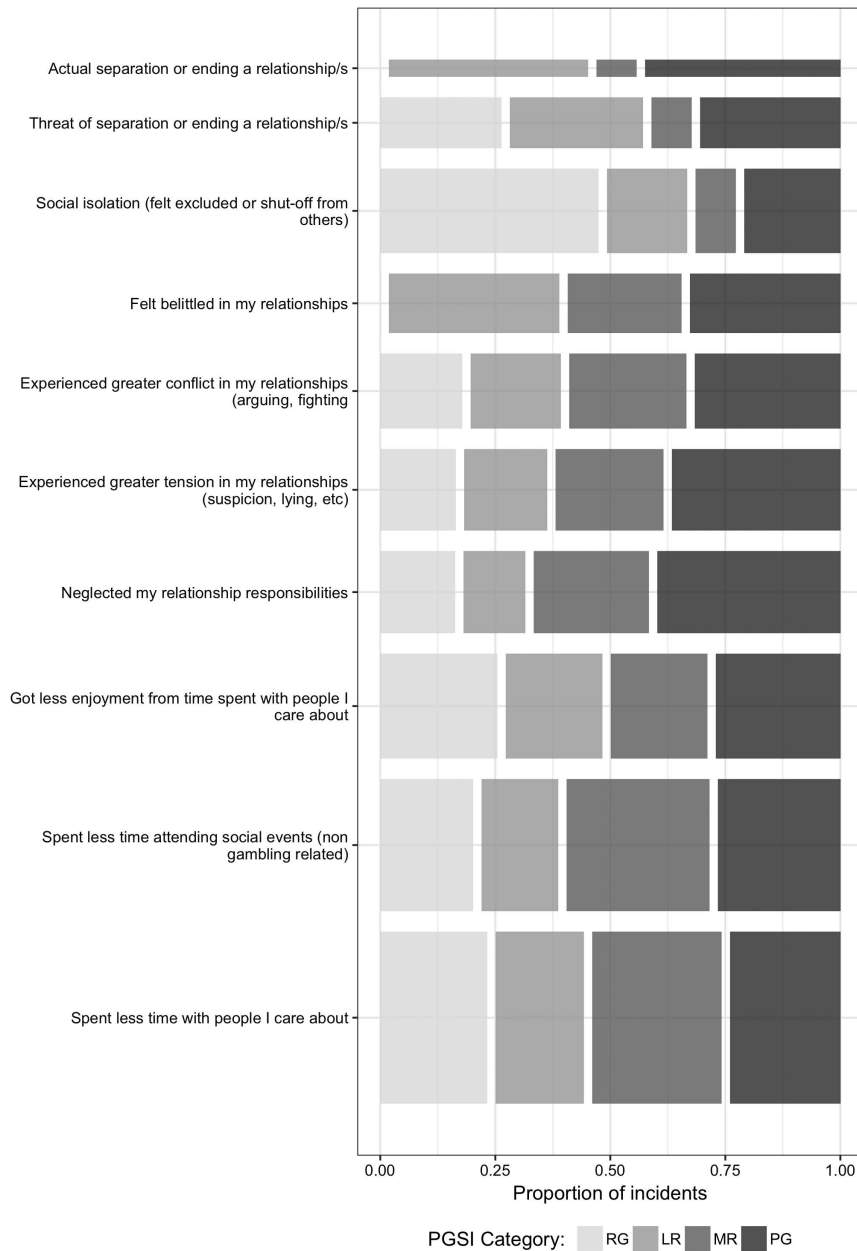 Actual separation or ending a relationship/s
Threat of separation or ending a relationship/s
Social isolation (felt excluded or shut-off from
others)
Felt belittled in my relationships
Experienced greater conflict in my relationships
(arguing, fighting
Experienced greater tension in my relationships
(suspicion, lying, etc)
Neglected my relationship responsibilities
Got less enjoyment from time spent with people I
care about
Spent less time attending social events (non
gambling related)
Spent less time with people I care about
0.00 0.25 0.50 0.75 1.00
Proportion of incidents
PGSI Category: RG LR MR PG